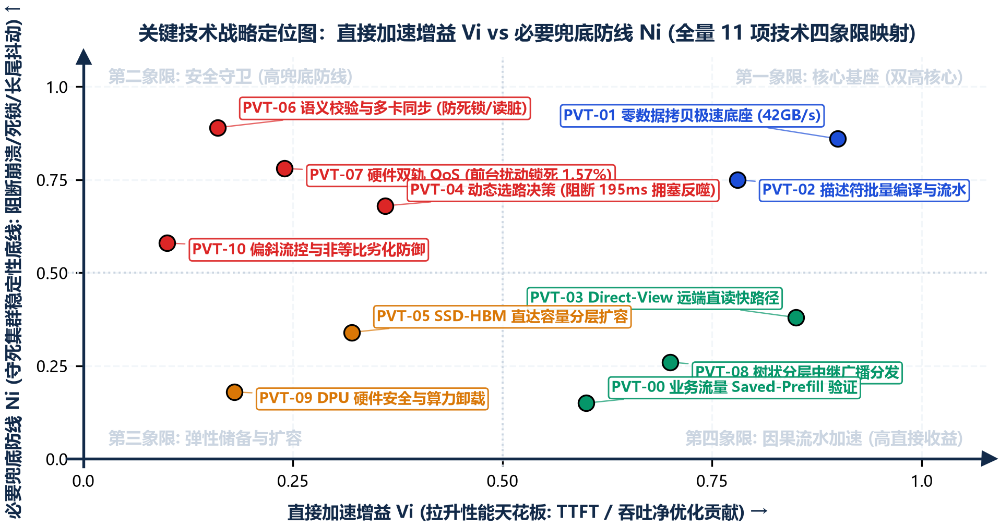 关键技术战略定位图：直接加速增益 Vi vs 必要兜底防线 Ni (全量 11 项技术四象限映射)
必要兜底防线 Ni (守死集群稳定性底线: 阻断崩溃/死锁/长尾抖动) →
第二象限: 安全守卫 (高兜底防线)
第一象限: 核心基座 (双高核心)
1.0
PVT-06 语义校验与多卡同步 (防死锁/读脏)
PVT-01 零数据拷贝极速底座 (42GB/s)
PVT-07 硬件双轨 QoS (前台扰动锁死 1.57%)
0.75
PVT-04 动态选路决策 (阻断 195ms 拥塞反噬)
PVT-02 描述符批量编译与流水
PVT-10 偏斜流控与非等比劣化防御
0.50
PVT-03 Direct-View 远端直读快路径
PVT-05 SSD-HBM 直达容量分层扩容
0.25
PVT-08 树状分层中继广播分发
PVT-00 业务流量 Saved-Prefill 验证
PVT-09 DPU 硬件安全与算力卸载
第三象限: 弹性储备与扩容
第四象限: 因果流水加速 (高直接收益)
0.0
0.0 0.25 0.50 0.75 1.0
直接加速增益 Vi (拉升性能天花板: TTFT / 吞吐净优化贡献) →